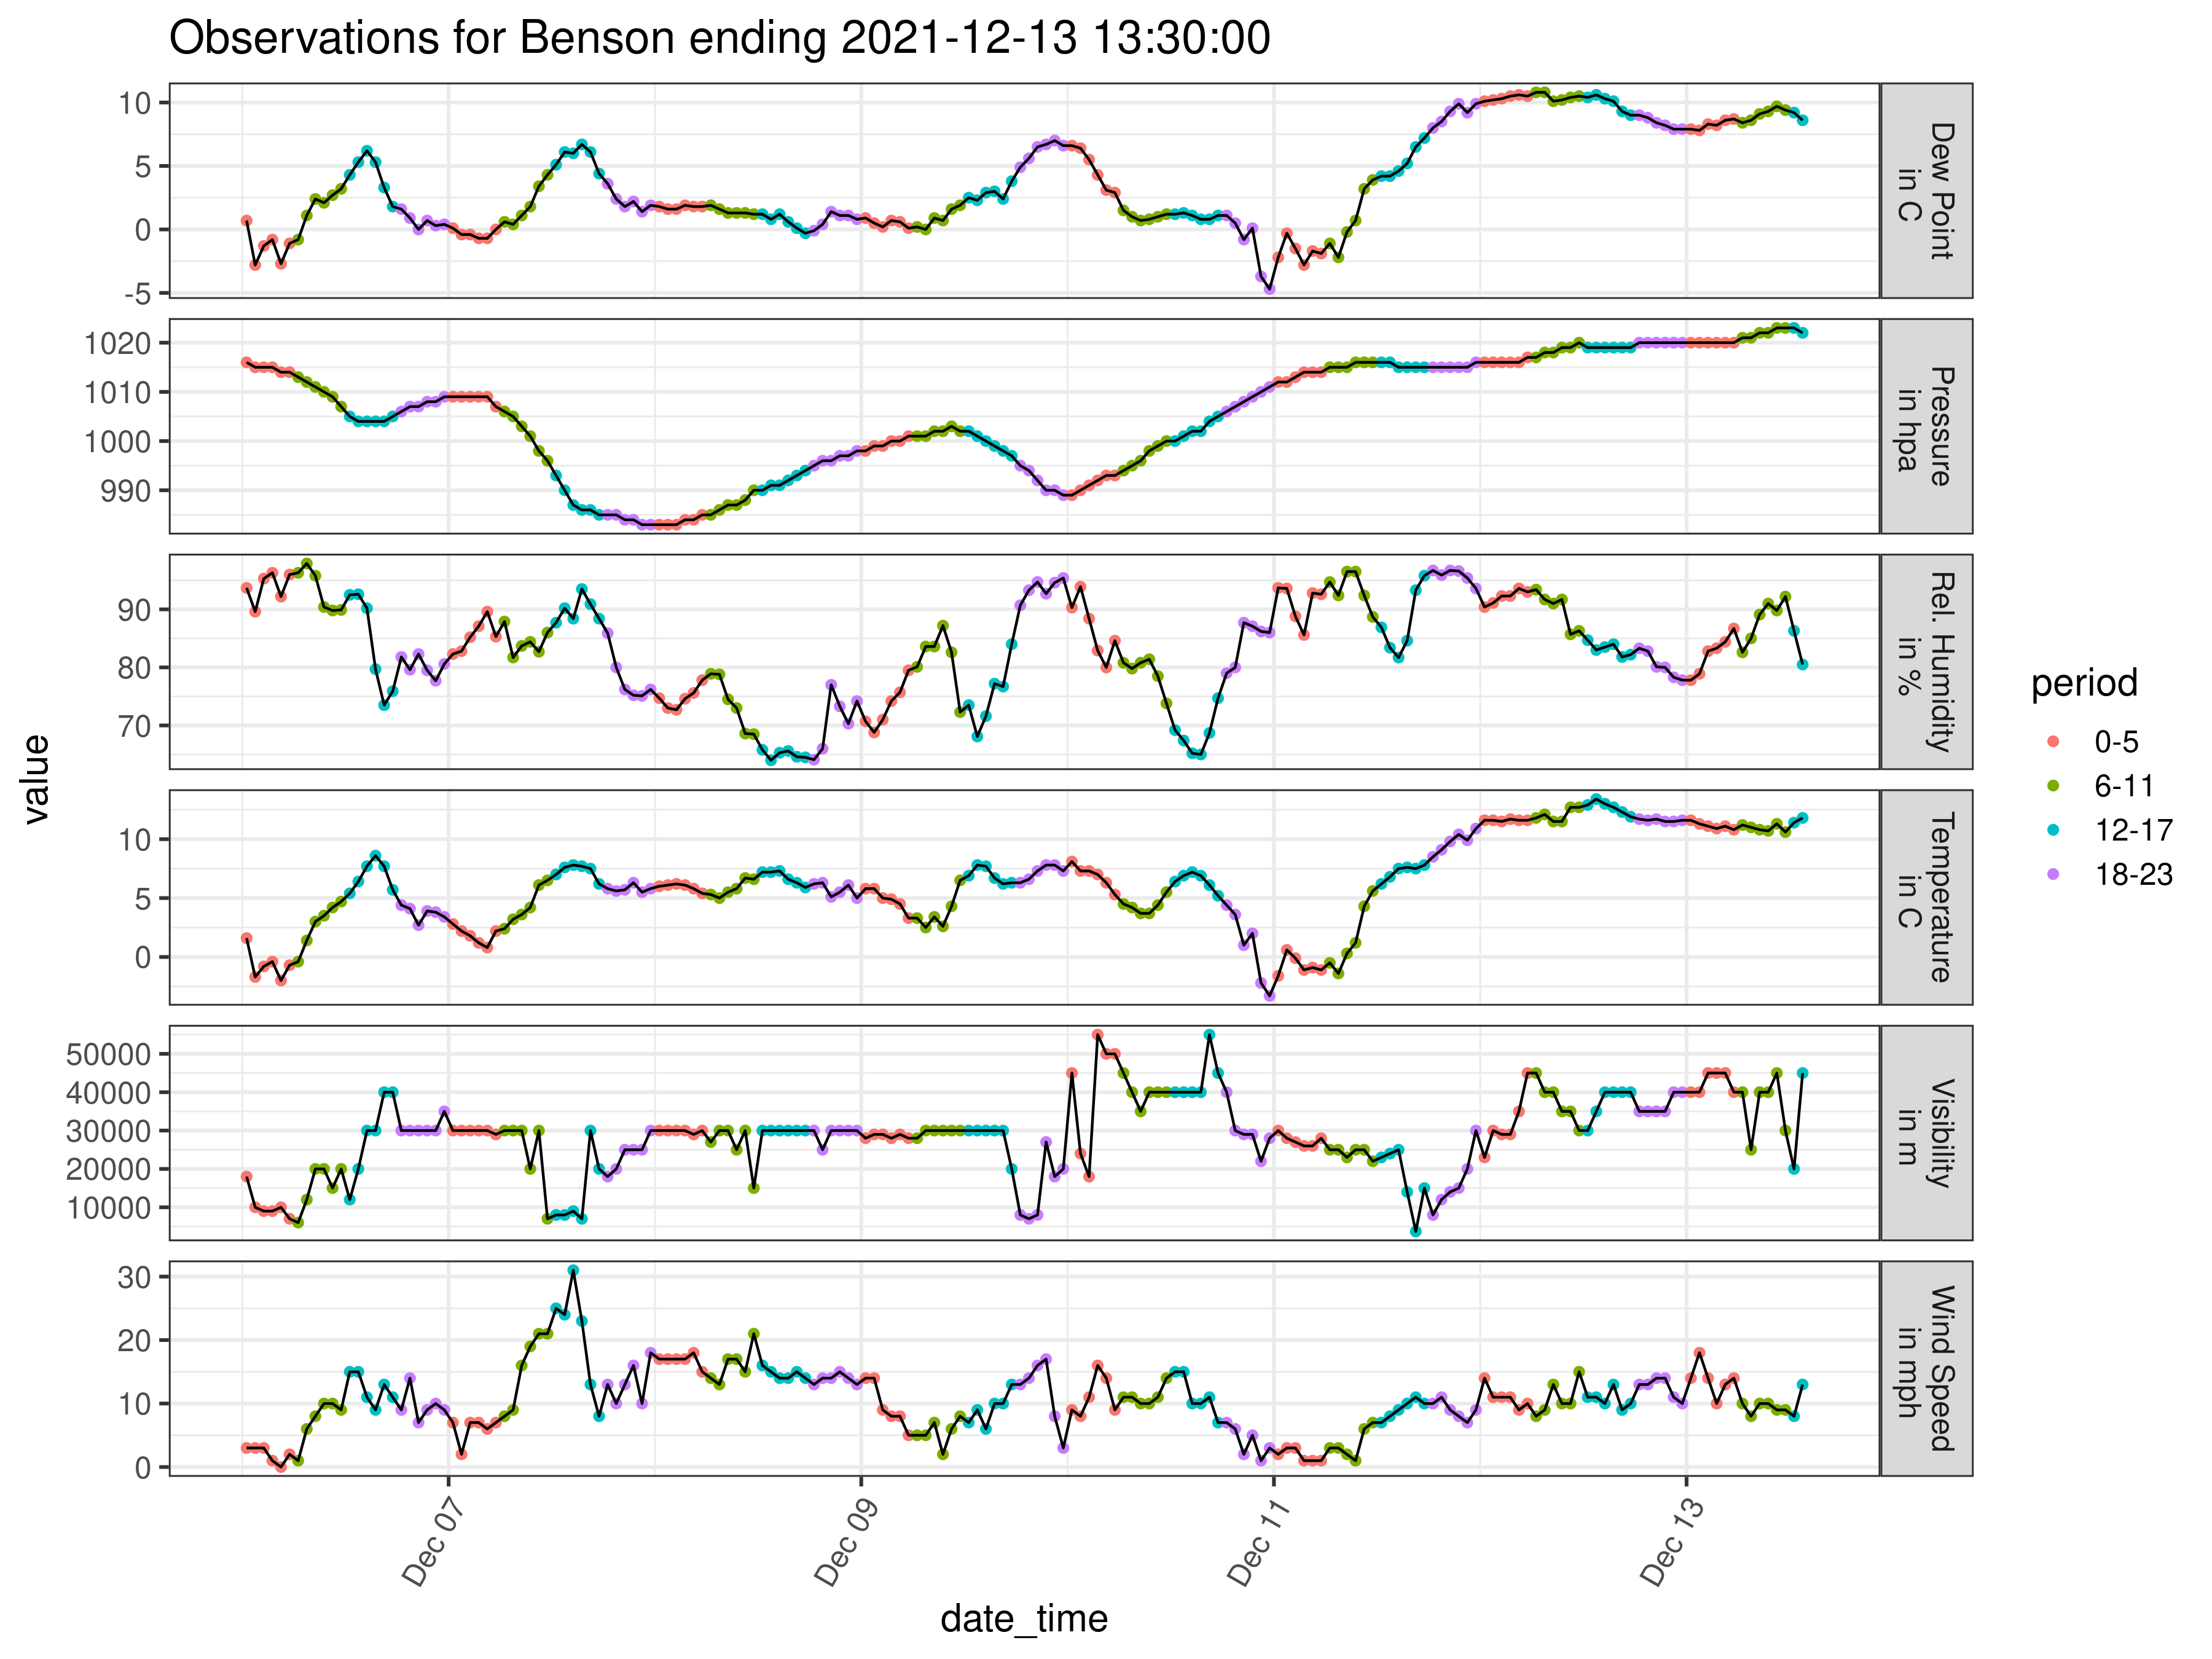 Observations for Benson ending 2021-12-13 13:30:00
value
10
5
0
-5
Dew Point
in C
1020
1010
1000
990
Pressure
in hpa
90
80
70
Rel. Humidity
in %
10
5
0
Temperature
in C
50000
40000
30000
20000
10000
Visibility
in m
30
20
10
0
Wind Speed
in mph
Dec 07
Dec 09
Dec 11
Dec 13
date_time
period
0-5
6-11
12-17
18-23